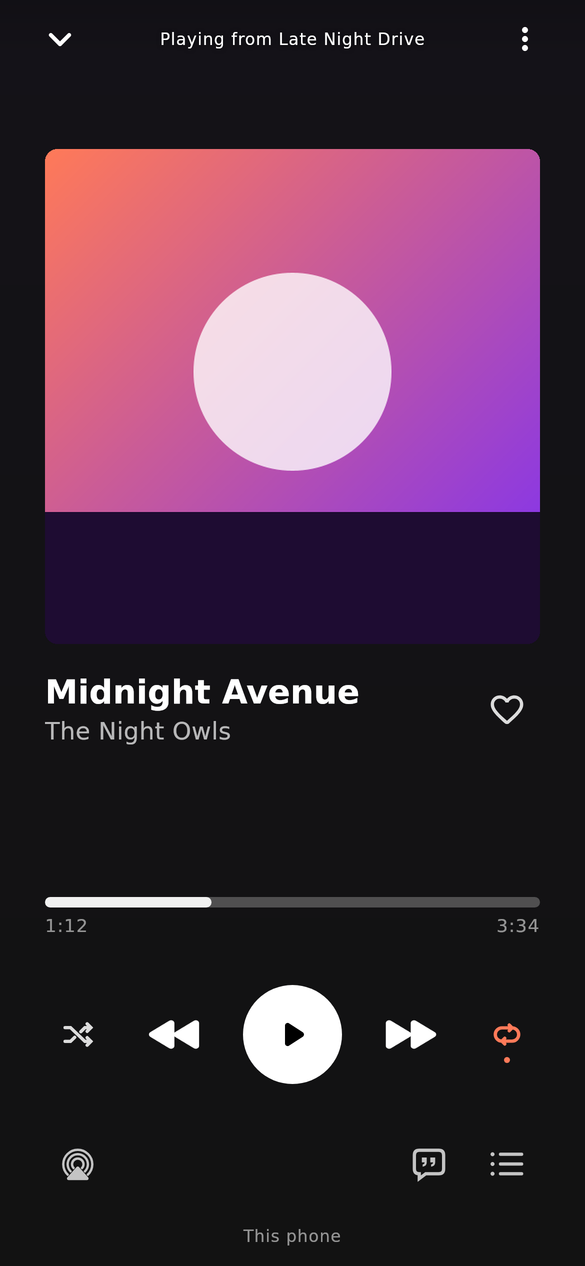 Playing from Late Night Drive
Midnight Avenue
The Night Owls
1:12
3:34
This phone